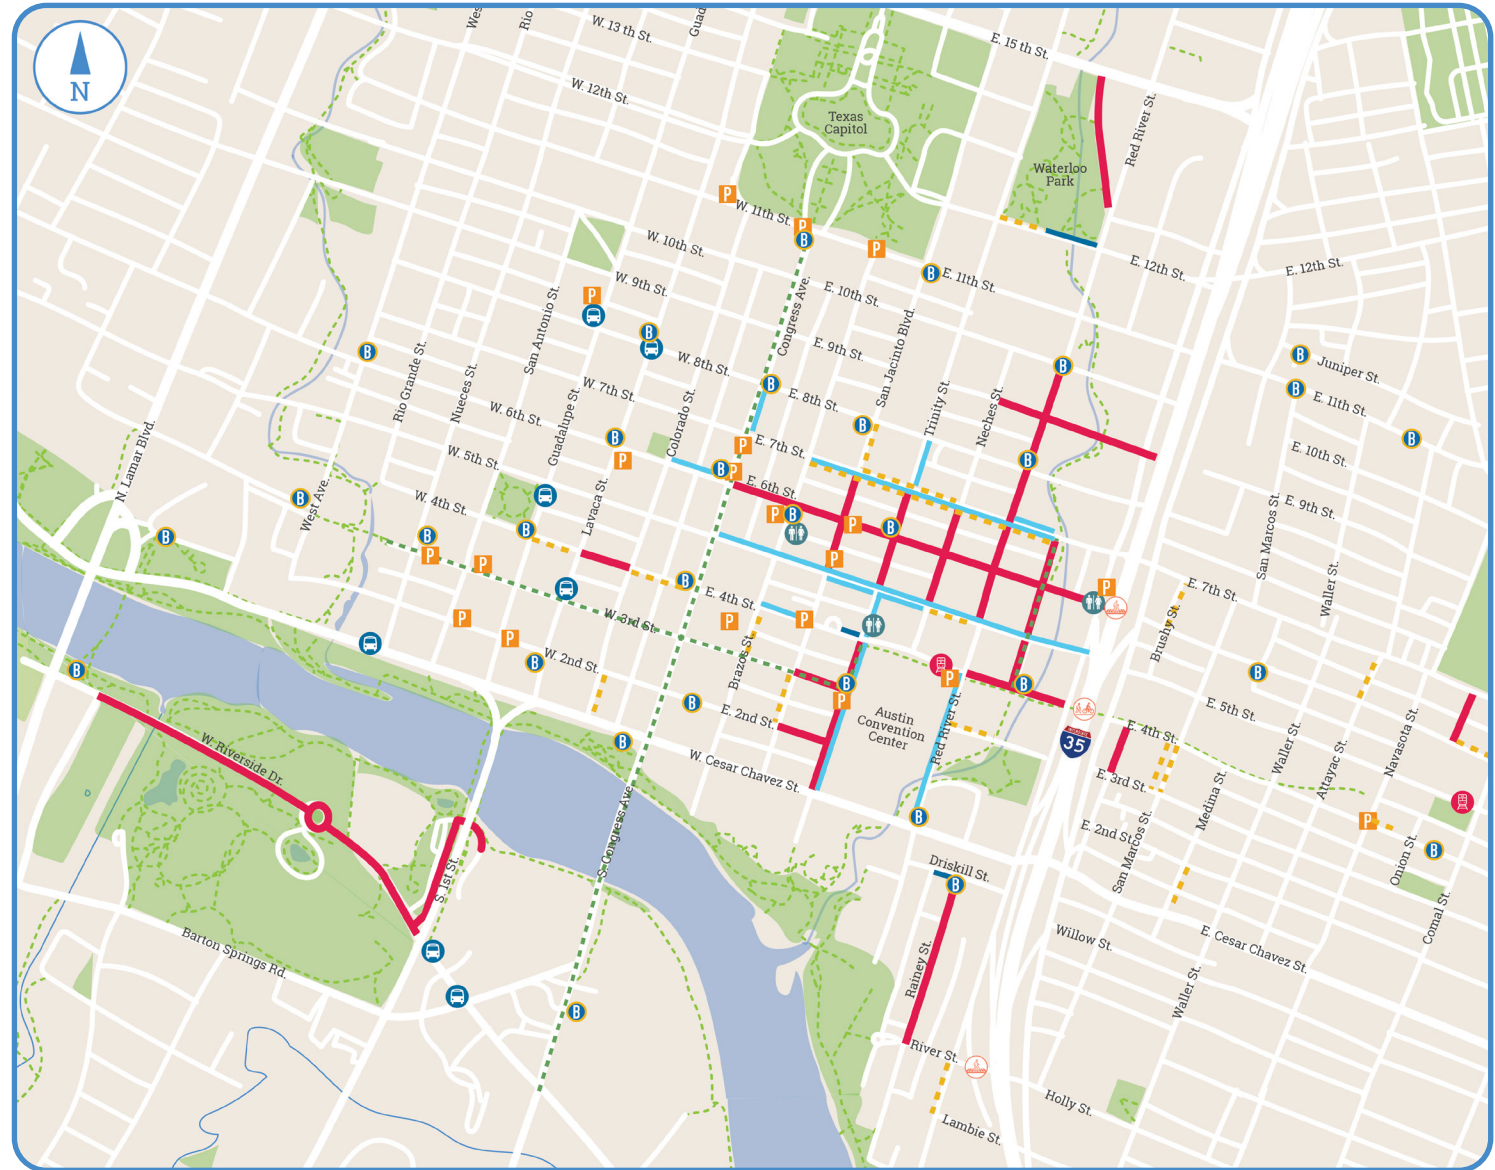 N
Wes
Rio
Guad
W. 13 th St.
E. 15 th St.
W. 12th St.
Texas
Capitol
Red River St.
Waterloo
Park
P
W. 11th St.
P
B
P
W. 10th St.
B
E. 11th St.
E. 12th St.
E. 12th St.
W. 9th St.
E. 10th St.
P
San Antonio St.
Congress Ave.
San Jacinto Blvd.
B
B
E. 9th St.
W. 8th St.
Rio Grande St.
Nueces St.
B
Juniper St.
B
B
E. 11th St.
W. 7th St.
E. 8th St.
Trinity St.
Neches St.
W. 6th St.
Guadalupe St.
Colorado St.
B
B
B
P
E. 7th St.
E. 10th St.
N. Lamar Blvd.
W. 5th St.
P
B
P
B
E. 6th St.
W. 4th St.
West Ave.
B
Lavaca St.
E. 9th St.
San Marcos St.
P
B
P
B
B
B
B
P
P
P
B
P
E. 7th St.
Waller St.
E. 4th St.
W. 3rd St.
P
P
P
P
Brushy St.
W. 2nd St.
B
Brazos St.
B
B
P
B
B
B
P
B
E. 2nd St.
Austin
Convention
Center
Red River St.
E. 5th St.
E. 4th St.
INTERSTATE
35
Waller St.
Attayac St.
Navasota St.
B
W. Riverside Dr.
W. Cesar Chavez St.
E. 3rd St.
Medina St.
S. Congress Ave.
B
P
E. 2nd St.
San Marcos St.
B
Onion St.
S. 1st St.
Driskill St.
B
Comal St.
Barton Springs Rd.
Rainey St.
Willow St.
E. Cesar Chavez St.
Waller St.
B
River St.
Holly St.
Lambie St.